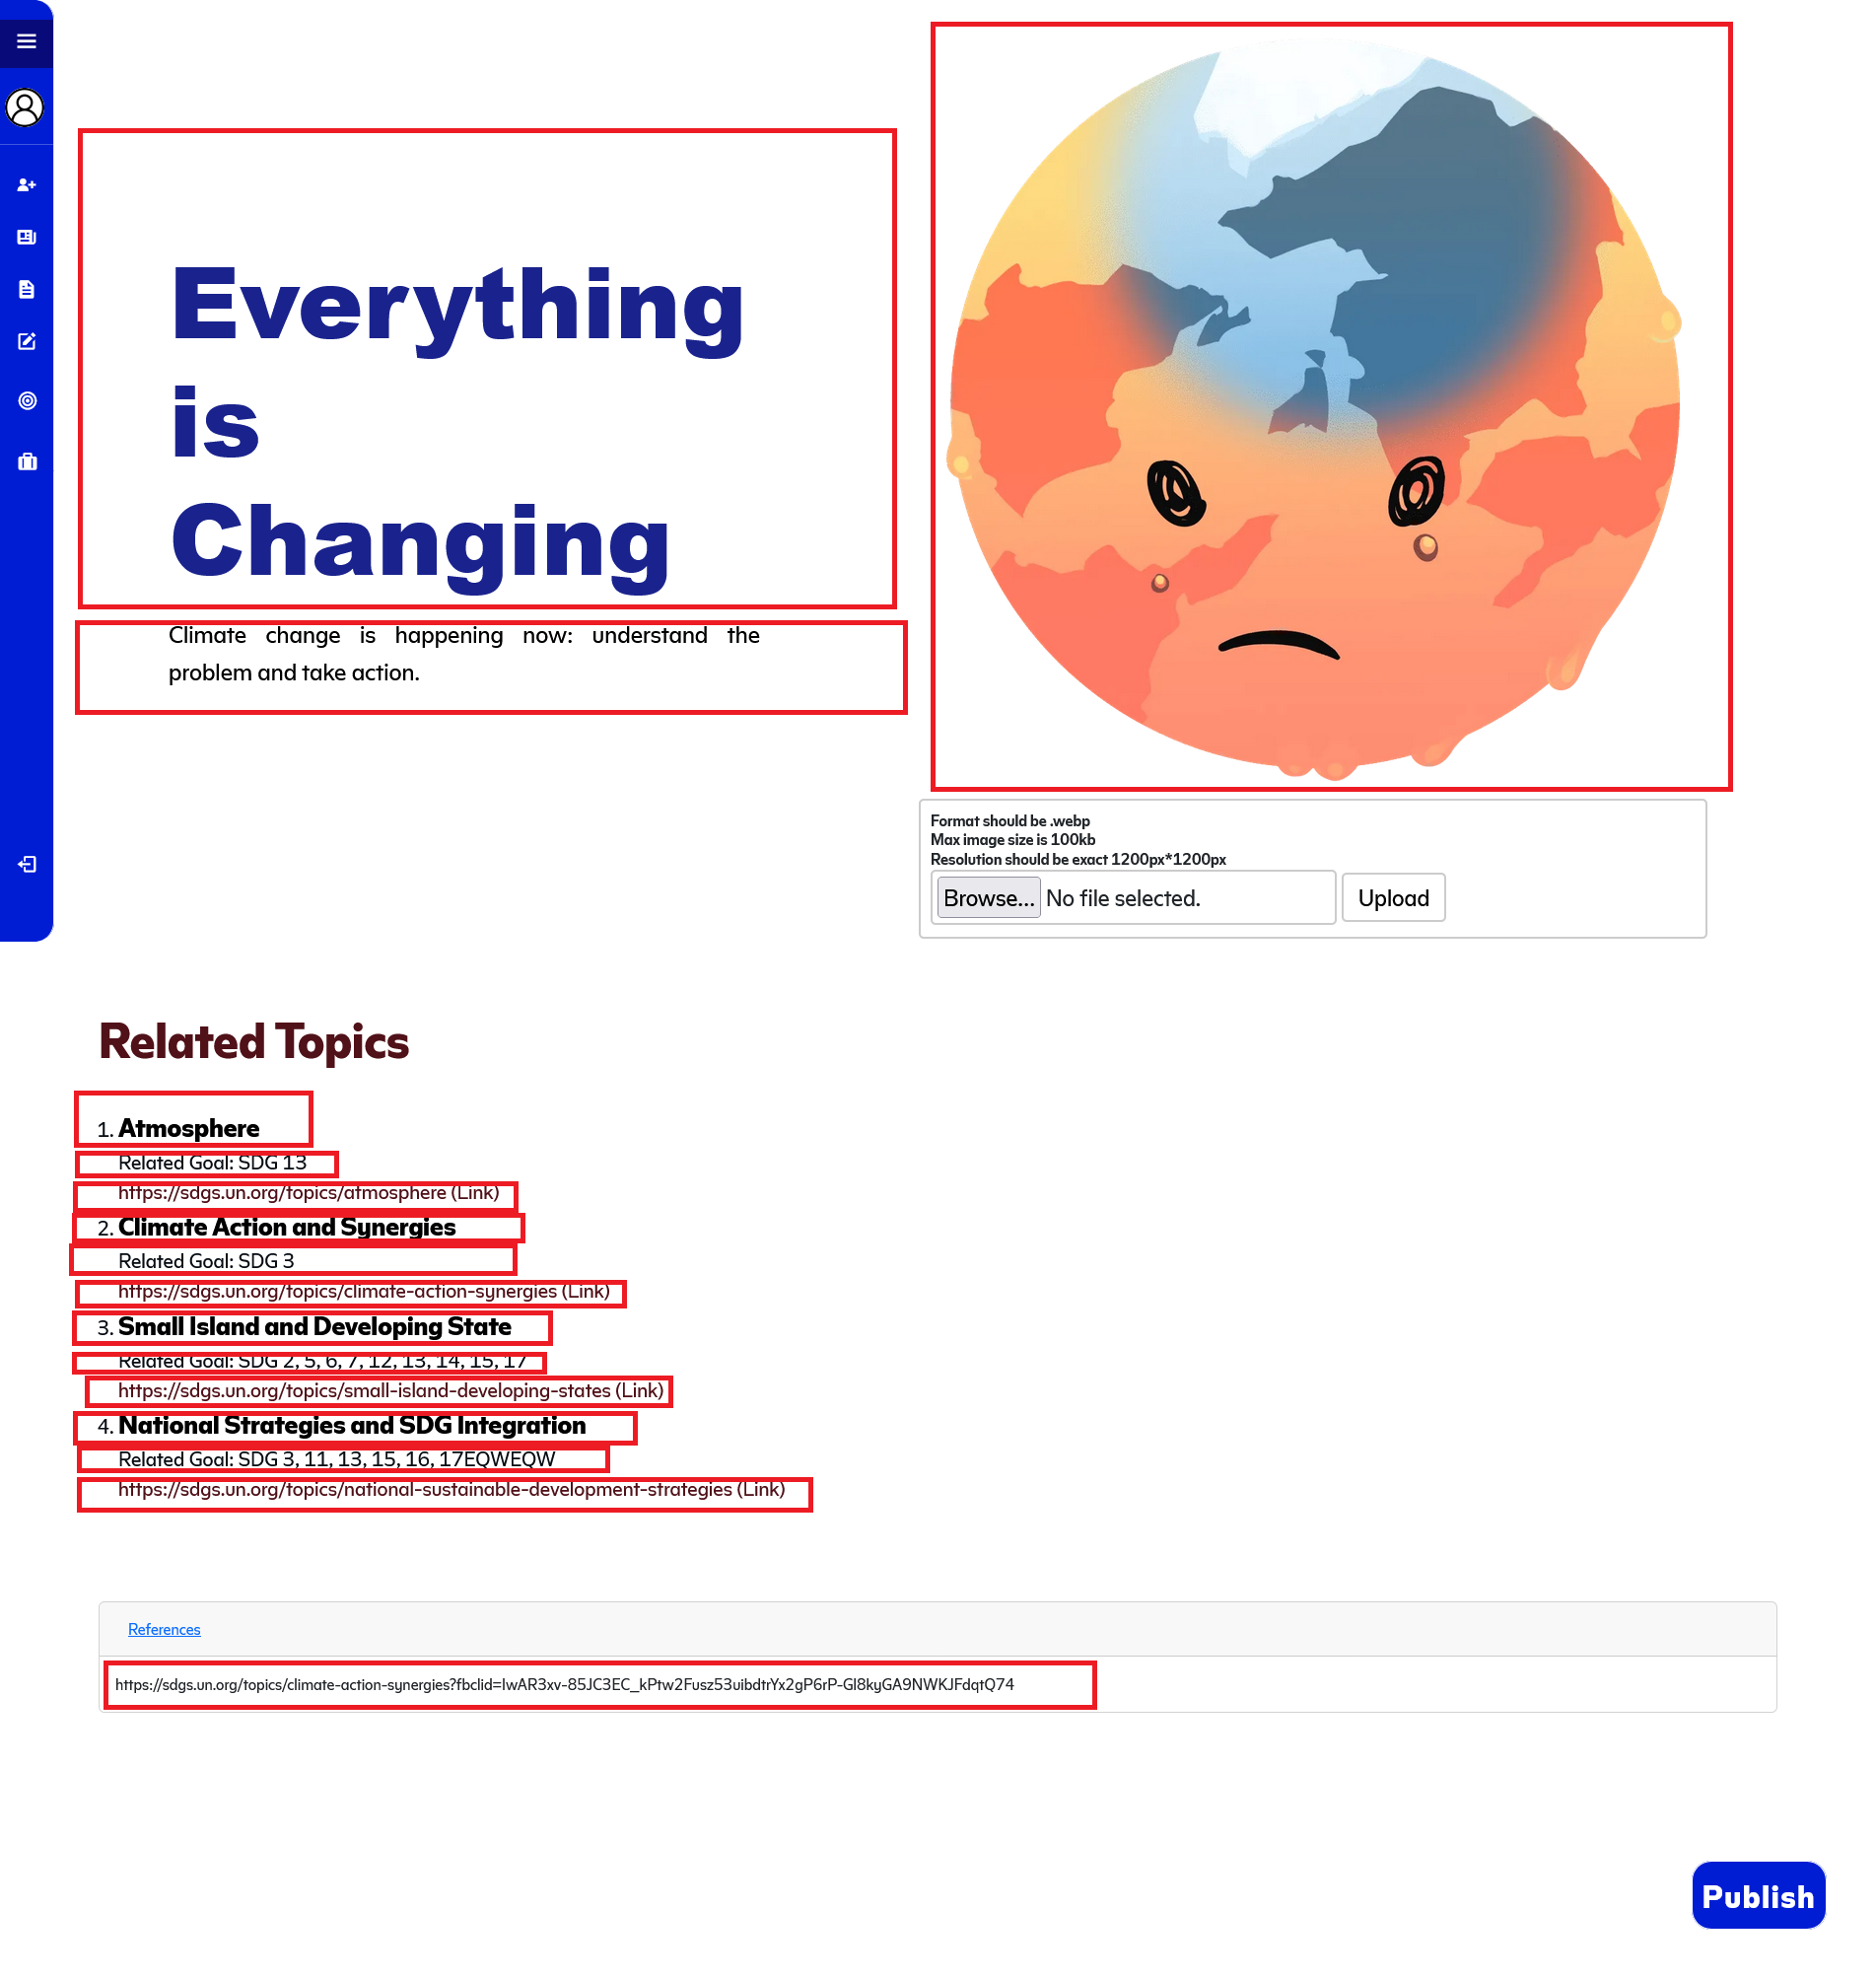 Everything
is
Changing
Climate change is happening now: understand the
problem and take action.
Format should be .webp
Max image size is 100kb
Resolution should be exact 1200px*1200px
Browse... No file selected. Upload
Related Topics
1. Atmosphere
Related Goal: SDG 13
https://sdgs.un.org/topics/atmosphere (Link)
2. Climate Action and Synergies
Related Goal: SDG 3
https://sdgs.un.org/topics/climate-action-synergies (Link)
3. Small Island and Developing State
Related Goal: SDG 2, 5, 6, 7, 12, 13, 14, 15, 17
https://sdgs.un.org/topics/small-island-developing-states (Link)
4. National Strategies and SDG Integration
Related Goal: SDG 3, 11, 13, 15, 16, 17EQWEQW
https://sdgs.un.org/topics/national-sustainable-development-strategies (Link)
References
https://sdgs.un.org/topics/climate-action-synergies?fbclid=IwAR3xv-85JC3EC_kPtw2Fusz53uibdtrYx2gP6rP-Gl8kyGA9NWKJFdqtQ74
Publish